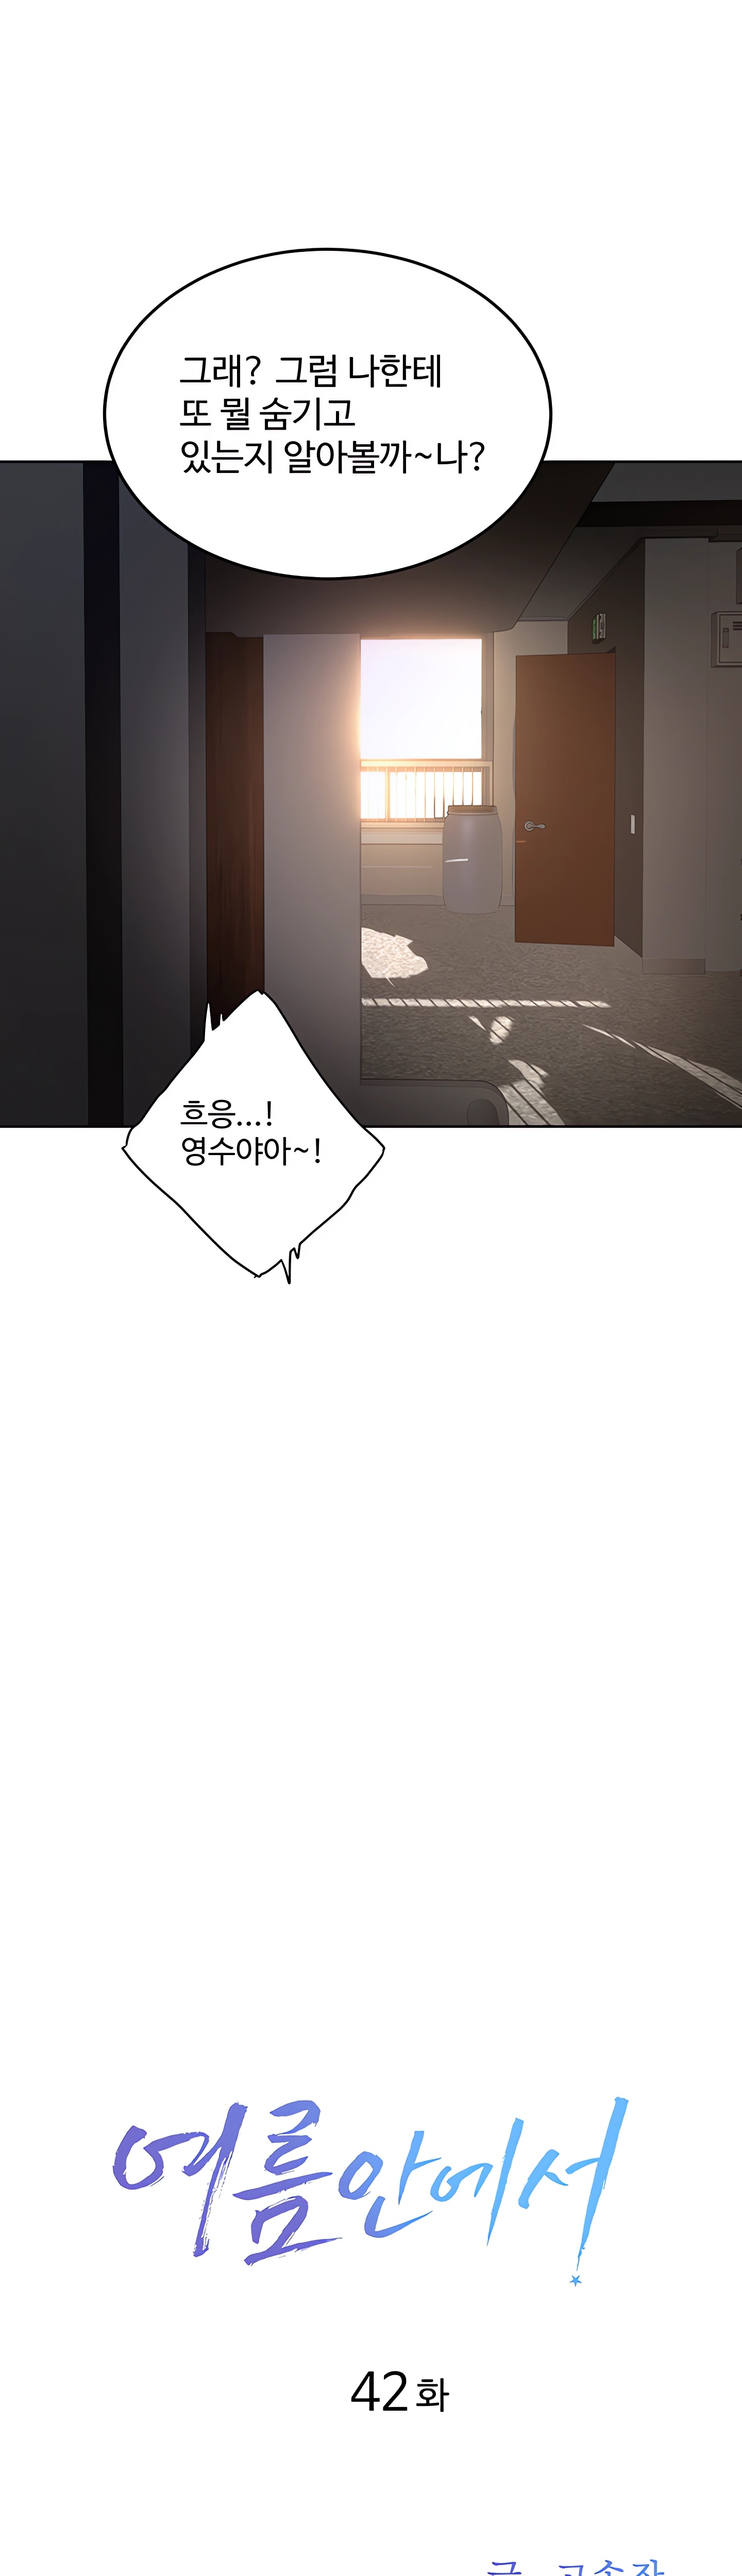 그래? 그럼 나한테
또 뭘 숨기고
있는지 알아볼까~나?
흐응...!
영수야아~!
여름안에서
42화